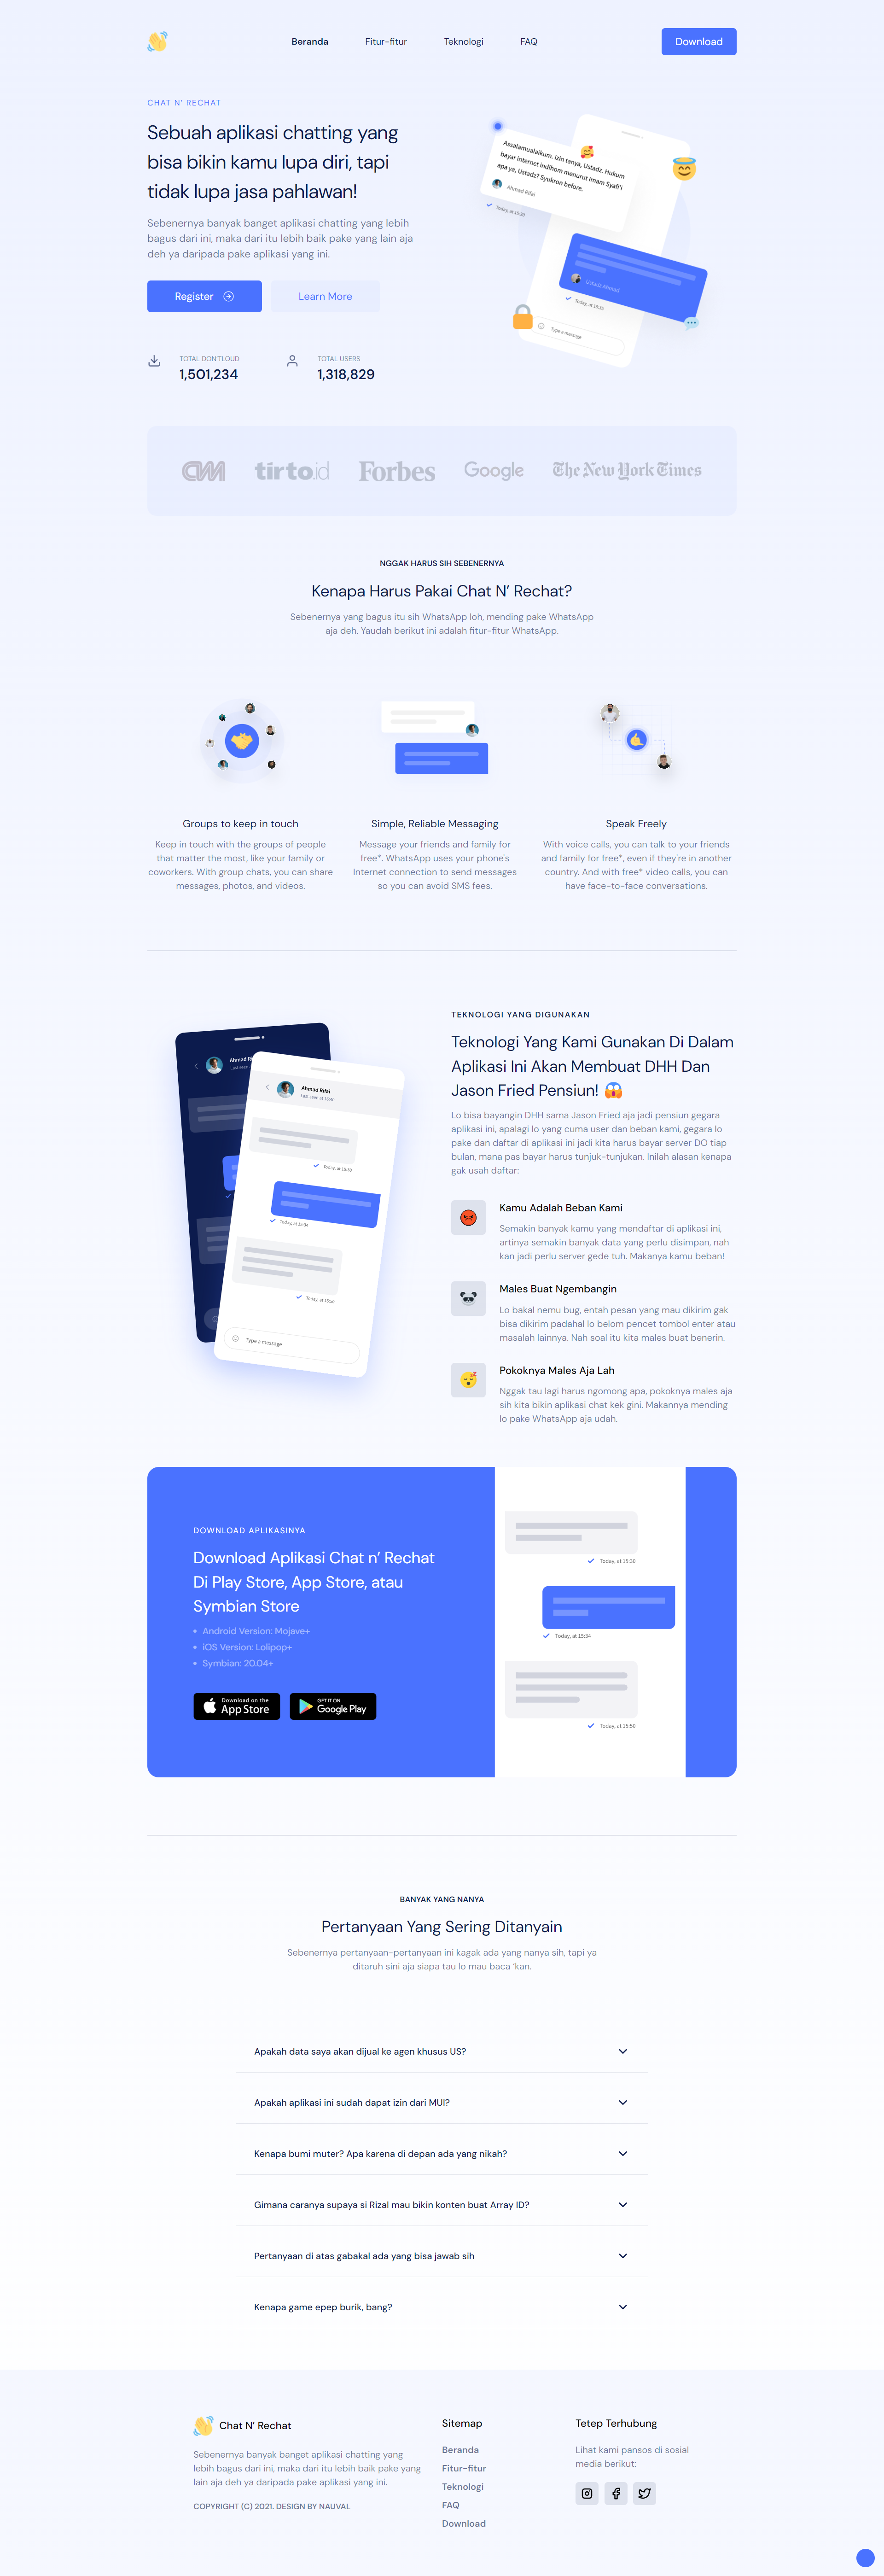 Beranda
Fitur-fitur
Teknologi
FAQ
Download
CHAT N' RECHAT
Sebuah aplikasi chatting yang
bisa bikin kamu lupa diri, tapi
tidak lupa jasa pahlawan!
Sebenernya banyak banget aplikasi chatting yang lebih
bagus dari ini, maka dari itu lebih baik pake yang lain aja
deh ya daripada pake aplikasi yang ini.
Register
Learn More
TOTAL DON'TLOUD
1,501,234
TOTAL USERS
1,318,829
Assalamualaikum. Izin tanya, Ustadz. Hukum
bayar internet indihom menurut Imam Syafi'i
apa ya, Ustadz? Syukron before.
Ahmad Rifai
Today, at 15:30
Ustadz Ahmad
Today, at 15:35
Type a message
CNN
tirto.id
Forbes
Google
The New York Times
NGGAK HARUS SIH SEBENERNYA
Kenapa Harus Pakai Chat N' Rechat?
Sebenernya yang bagus itu sih WhatsApp loh, mending pake WhatsApp
aja deh. Yaudah berikut ini adalah fitur-fitur WhatsApp.
Groups to keep in touch
Keep in touch with the groups of people
that matter the most, like your family or
coworkers. With group chats, you can share
messages, photos, and videos.
Simple, Reliable Messaging
Message your friends and family for
free*. WhatsApp uses your phone's
Internet connection to send messages
so you can avoid SMS fees.
Speak Freely
With voice calls, you can talk to your friends
and family for free*, even if they're in another
country. And with free* video calls, you can
have face-to-face conversations.
Ahmad R
Last seen
Ahmad Rifai
Last seen at 16:40
Today, at 15:30
Today, at 15:34
Today, at 15:50
Type a message
TEKNOLOGI YANG DIGUNAKAN
Teknologi Yang Kami Gunakan Di Dalam
Aplikasi Ini Akan Membuat DHH Dan
Jason Fried Pensiun! 😱
Lo bisa bayangin DHH sama Jason Fried aja jadi pensiun gegara
aplikasi ini, apalagi lo yang cuma user dan beban kami, gegara lo
pake dan daftar di aplikasi ini jadi kita harus bayar server DO tiap
bulan, mana pas bayar harus tunjuk-tunjukan. Inilah alasan kenapa
gak usah daftar:
Kamu Adalah Beban Kami
Semakin banyak kamu yang mendaftar di aplikasi ini,
artinya semakin banyak data yang perlu disimpan, nah
kan jadi perlu server gede tuh. Makanya kamu beban!
Males Buat Ngembangin
Lo bakal nemu bug, entah pesan yang mau dikirim gak
bisa dikirim padahal lo belom pencet tombol enter atau
masalah lainnya. Nah soal itu kita males buat benerin.
Pokoknya Males Aja Lah
Nggak tau lagi harus ngomong apa, pokoknya males aja
sih kita bikin aplikasi chat kek gini. Makannya mending
lo pake WhatsApp aja udah.
DOWNLOAD APLIKASINYA
Download Aplikasi Chat n' Rechat
Di Play Store, App Store, atau
Symbian Store
• Android Version: Mojave+
• iOS Version: Lolipop+
• Symbian: 20.04+
Download on the
App Store
GET IT ON
Google Play
Today, at 15:30
Today, at 15:34
Today, at 15:50
BANYAK YANG NANYA
Pertanyaan Yang Sering Ditanyain
Sebenernya pertanyaan-pertanyaan ini kagak ada yang nanya sih, tapi ya
ditaruh sini aja siapa tau lo mau baca 'kan.
Apakah data saya akan dijual ke agen khusus US?
Apakah aplikasi ini sudah dapat izin dari MUI?
Kenapa bumi muter? Apa karena di depan ada yang nikah?
Gimana caranya supaya si Rizal mau bikin konten buat Array ID?
Pertanyaan di atas gabakal ada yang bisa jawab sih
Kenapa game epep burik, bang?
Chat N' Rechat
Sebenernya banyak banget aplikasi chatting yang
lebih bagus dari ini, maka dari itu lebih baik pake yang
lain aja deh ya daripada pake aplikasi yang ini.
COPYRIGHT (C) 2021. DESIGN BY NAUVAL
Sitemap
Beranda
Fitur-fitur
Teknologi
FAQ
Download
Tetep Terhubung
Lihat kami pansos di sosial
media berikut: